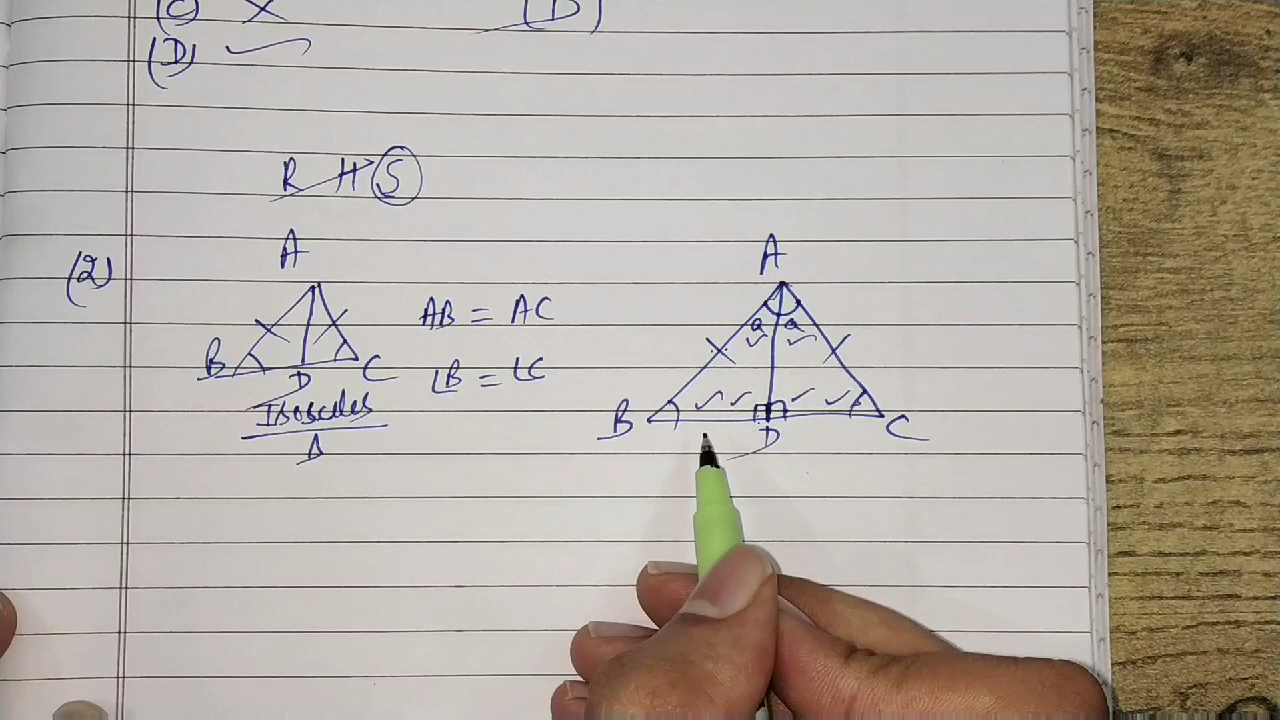 (C) ×
(D)
(D)
R H S
(2)
A
B D C
Isosceles
Δ
AB = AC
∠B = ∠C
A
a a
B D C